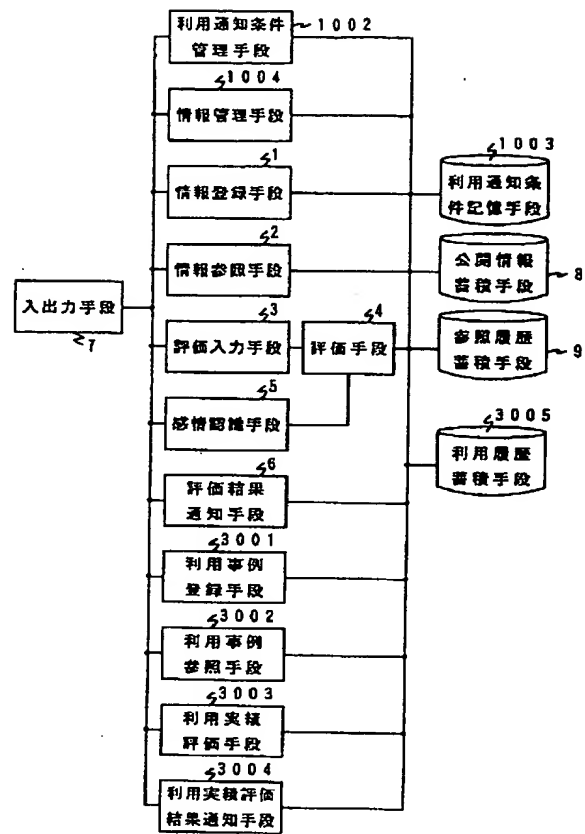 利用通知条件
管理手段
1002
1004
情報管理手段
1
情報登録手段
1003
利用通知条
件記憶手段
2
情報参照手段
公開情報
蓄積手段
8
入出力手段
7
3
評価入力手段
4
評価手段
参照履歴
蓄積手段
9
5
感情認識手段
3005
利用履歴
蓄積手段
6
評価結果
通知手段
3001
利用事例
登録手段
3002
利用事例
参照手段
3003
利用実績
評価手段
3004
利用実績評価
結果通知手段